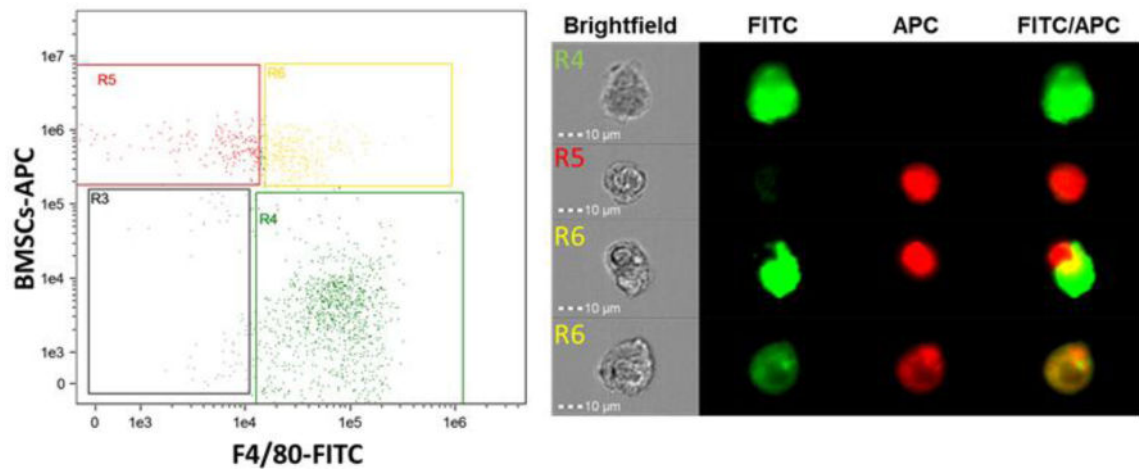 BMSCs-APC
1e7
1e6
1e5
1e4
1e3
0
R5
R6
R3
R4
0 1e3 1e4 1e5 1e6
F4/80-FITC
Brightfield FITC APC FITC/APC
R4
10 µm
R5
10 µm
R6
10 µm
R6
10 µm